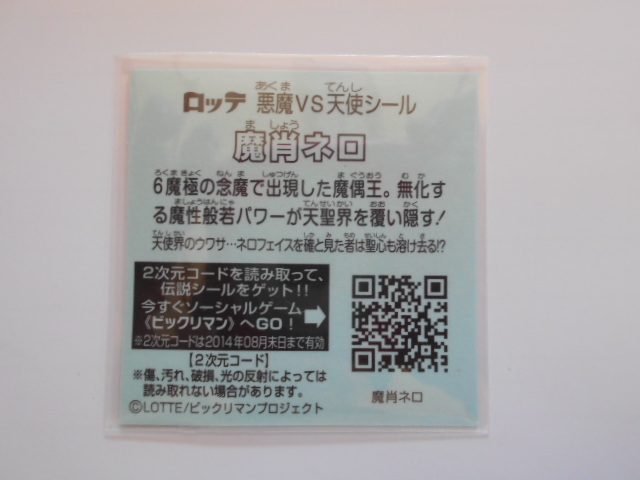 ロッテ 悪魔VS天使シール
魔肖ネロ
6魔極の念魔で出現した魔偶王。無化す
る魔性般若パワーが天聖界を覆い隠す!
天使界のウワサ…ネロフェイスを確と見た者は聖心も溶け去る!?
2次元コードを読み取って、
伝説シールをゲット!!
今すぐソーシャルゲーム
《ビックリマン》へGO!
※2次元コードは2014年08月末日まで有効
【2次元コード】
※傷、汚れ、破損、光の反射によっては
読み取れない場合があります。
©LOTTE/ビックリマンプロジェクト
魔肖ネロ